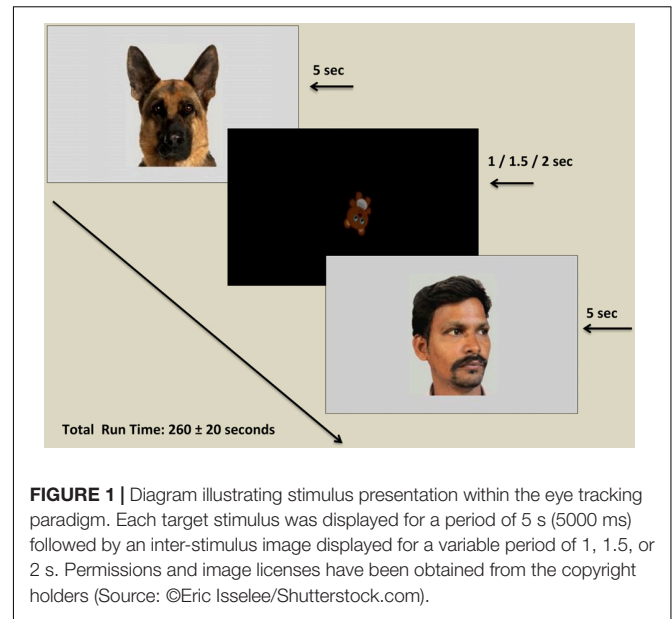 5 sec
1 / 1.5 / 2 sec
5 sec
Total Run Time: 260 ± 20 seconds
FIGURE 1 | Diagram illustrating stimulus presentation within the eye tracking
paradigm. Each target stimulus was displayed for a period of 5 s (5000 ms)
followed by an inter-stimulus image displayed for a variable period of 1, 1.5, or
2 s. Permissions and image licenses have been obtained from the copyright
holders (Source: ©Eric Isselee/Shutterstock.com).